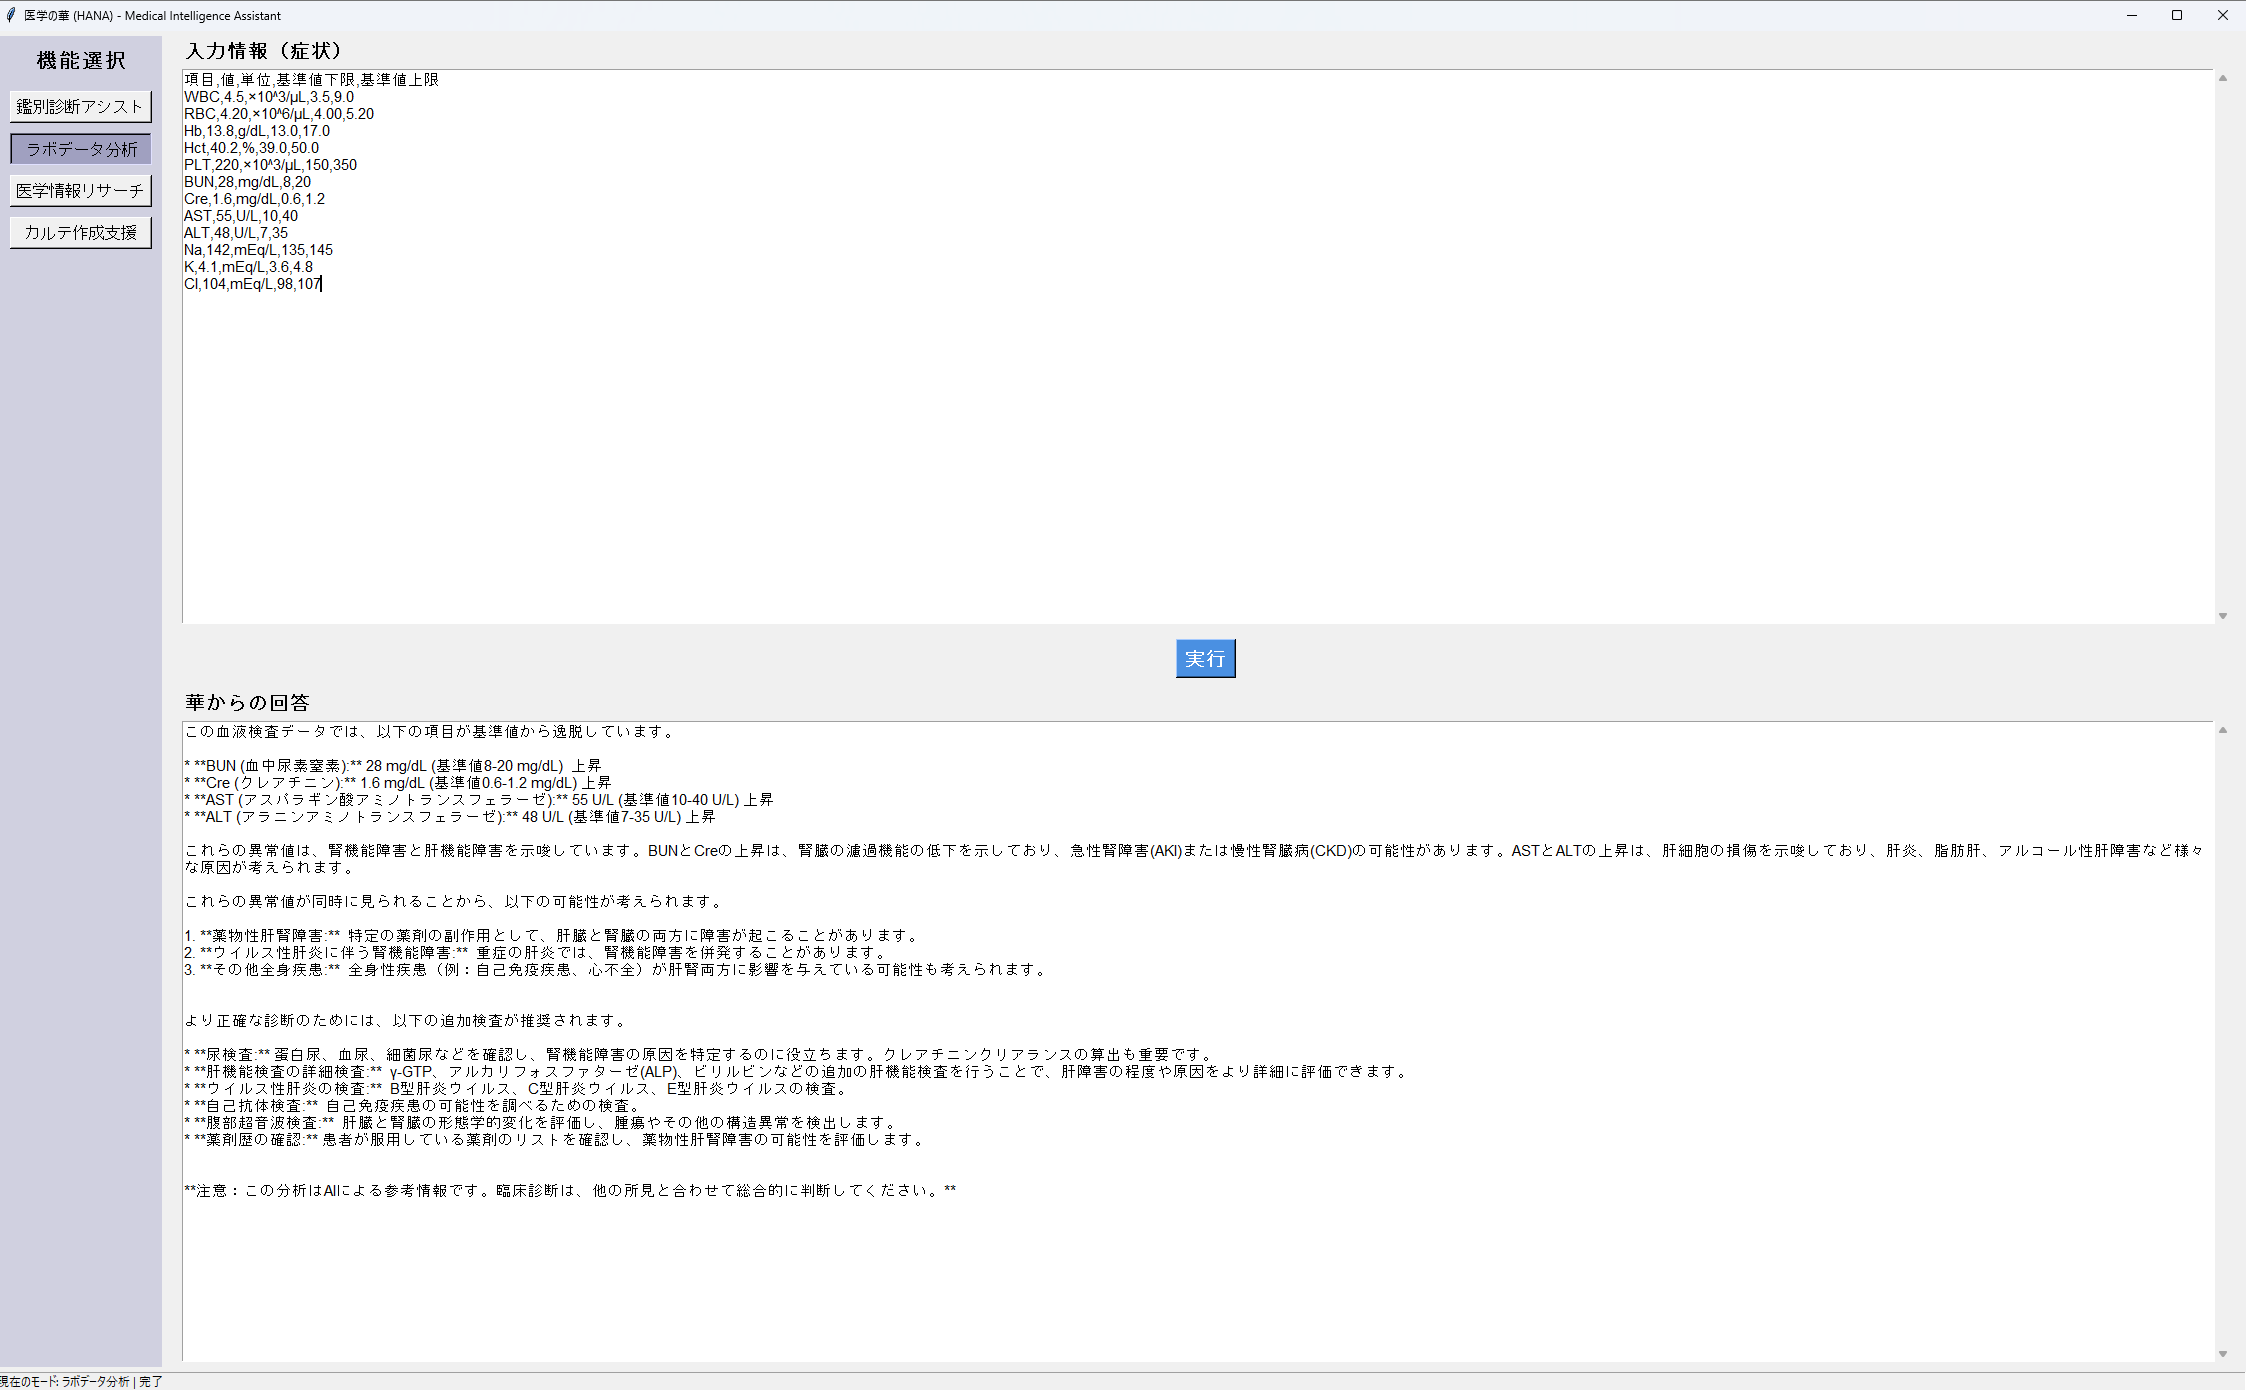 医学の華 (HANA) - Medical Intelligence Assistant
機能選択
鑑別診断アシスト
ラボデータ分析
医学情報リサーチ
カルテ作成支援
入力情報（症状）
項目,値,単位,基準値下限,基準値上限
WBC,4.5,×10^3/μL,3.5,9.0
RBC,4.20,×10^6/μL,4.00,5.20
Hb,13.8,g/dL,13.0,17.0
Hct,40.2,%,39.0,50.0
PLT,220,×10^3/μL,150,350
BUN,28,mg/dL,8,20
Cre,1.6,mg/dL,0.6,1.2
AST,55,U/L,10,40
ALT,48,U/L,7,35
Na,142,mEq/L,135,145
K,4.1,mEq/L,3.6,4.8
Cl,104,mEq/L,98,107
実行
華からの回答
この血液検査データでは、以下の項目が基準値から逸脱しています。
* **BUN (血中尿素窒素):** 28 mg/dL (基準値8-20 mg/dL)  上昇
* **Cre (クレアチニン):** 1.6 mg/dL (基準値0.6-1.2 mg/dL) 上昇
* **AST (アスパラギン酸アミノトランスフェラーゼ):** 55 U/L (基準値10-40 U/L) 上昇
* **ALT (アラニンアミノトランスフェラーゼ):** 48 U/L (基準値7-35 U/L) 上昇
これらの異常値は、腎機能障害と肝機能障害を示唆しています。BUNとCreの上昇は、腎臓の濾過機能の低下を示しており、急性腎障害(AKI)または慢性腎臓病(CKD)の可能性があります。ASTとALTの上昇は、肝細胞の損傷を示唆しており、肝炎、脂肪肝、アルコール性肝障害など様々
な原因が考えられます。
これらの異常値が同時に見られることから、以下の可能性が考えられます。
1. **薬物性肝腎障害:**  特定の薬剤の副作用として、肝臓と腎臓の両方に障害が起こることがあります。
2. **ウイルス性肝炎に伴う腎機能障害:**  重症の肝炎では、腎機能障害を併発することがあります。
3. **その他全身疾患:**  全身性疾患（例：自己免疫疾患、心不全）が肝腎両方に影響を与えている可能性も考えられます。
より正確な診断のためには、以下の追加検査が推奨されます。
* **尿検査:** 蛋白尿、血尿、細菌尿などを確認し、腎機能障害の原因を特定するのに役立ちます。クレアチニンクリアランスの算出も重要です。
* **肝機能検査の詳細検査:**  γ-GTP、アルカリフォスファターゼ(ALP)、ビリルビンなどの追加の肝機能検査を行うことで、肝障害の程度や原因をより詳細に評価できます。
* **ウイルス性肝炎の検査:**  B型肝炎ウイルス、C型肝炎ウイルス、E型肝炎ウイルスの検査。
* **自己抗体検査:**  自己免疫疾患の可能性を調べるための検査。
* **腹部超音波検査:**  肝臓と腎臓の形態学的変化を評価し、腫瘍やその他の構造異常を検出します。
* **薬剤歴の確認:** 患者が服用している薬剤のリストを確認し、薬物性肝腎障害の可能性を評価します。
**注意：この分析はAIによる参考情報です。臨床診断は、他の所見と合わせて総合的に判断してください。**
現在のモード: ラボデータ分析 | 完了